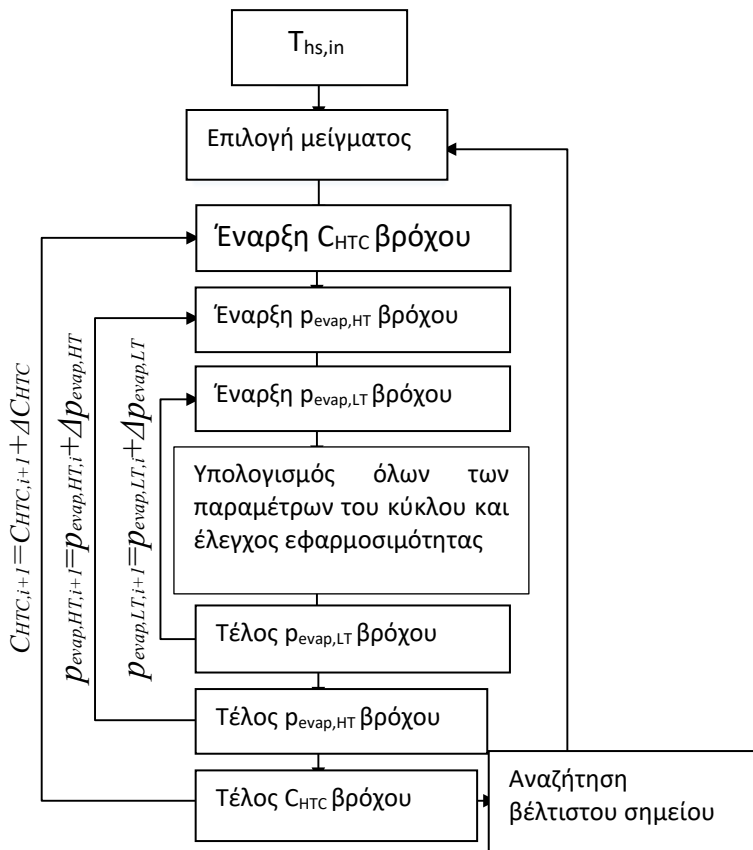 T_hs,in
Επιλογή μείγματος
Έναρξη C_HTC βρόχου
Έναρξη p_evap,HT βρόχου
Έναρξη p_evap,LT βρόχου
Υπολογισμός όλων των
παραμέτρων του κύκλου και
έλεγχος εφαρμοσιμότητας
Τέλος p_evap,LT βρόχου
Τέλος p_evap,HT βρόχου
Τέλος C_HTC βρόχου
Αναζήτηση
βέλτιστου σημείου
C_HTC,i+1=C_HTC,i+1+ΔC_HTC
p_evap,HT,i+1=p_evap,HT,i+Δp_evap,HT
p_evap,LT,i+1=p_evap,LT,i+Δp_evap,LT